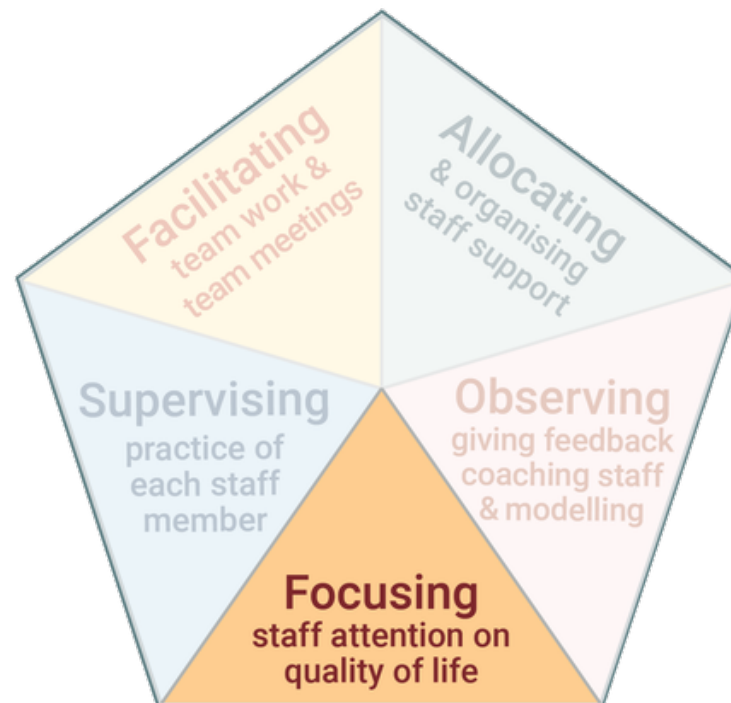 Facilitating
team work &
team meetings
Allocating
& organising
staff support
Supervising
practice of
each staff
member
Observing
giving feedback
coaching staff
& modelling
Focusing
staff attention on
quality of life